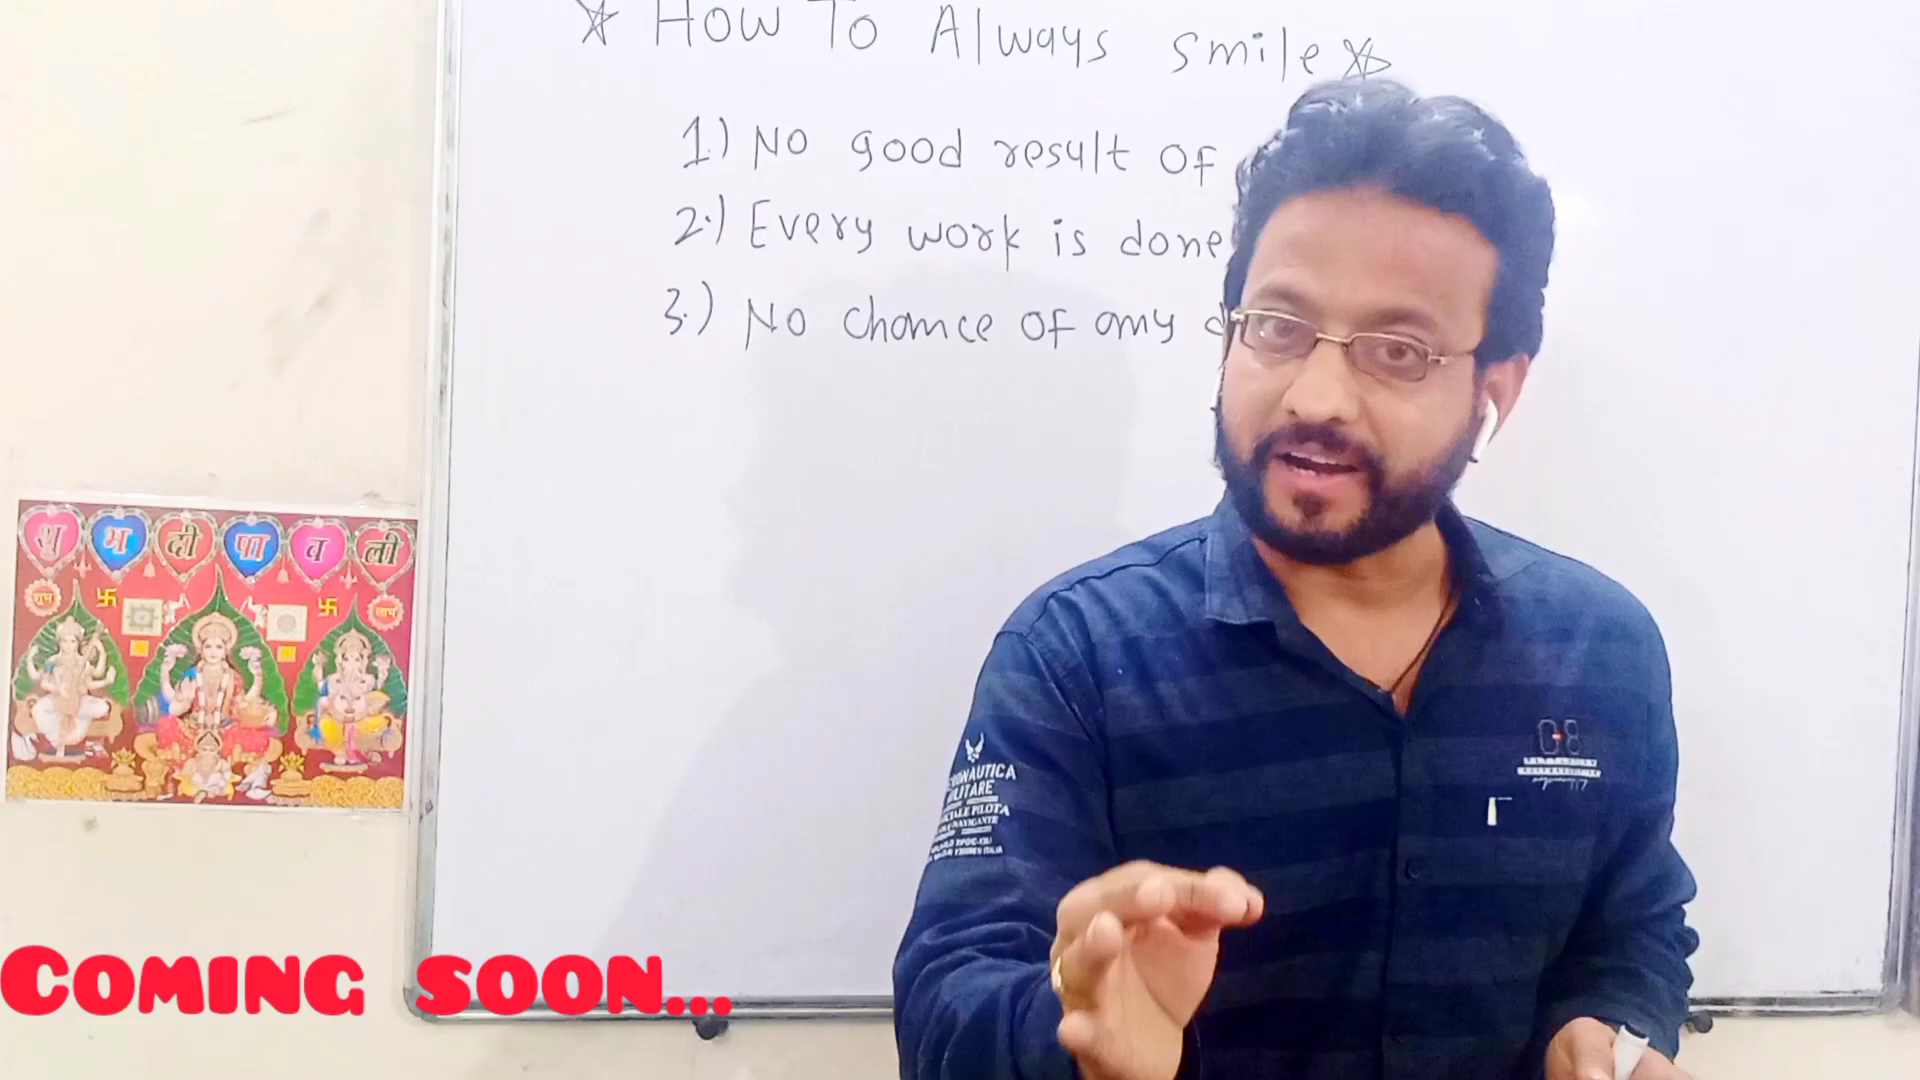 * HOW TO Always smile *
1.) NO good result of
2.) Every work is done
3.) NO chance of any
शुभ दीपावली
शुभ
लाभ
COMING SOON...